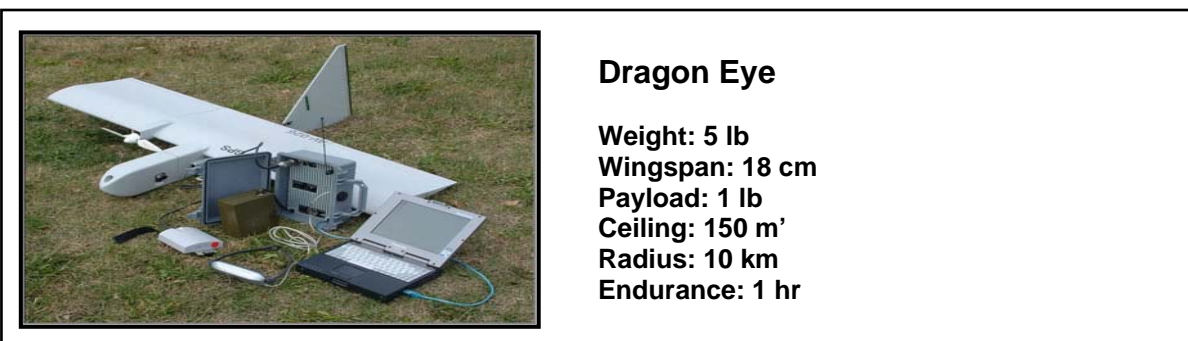 Dragon Eye
Weight: 5 lb
Wingspan: 18 cm
Payload: 1 lb
Ceiling: 150 m’
Radius: 10 km
Endurance: 1 hr